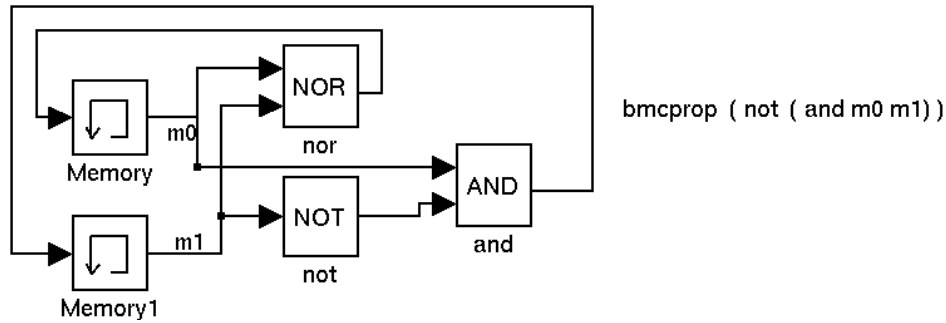 NOR
nor
m0
Memory
bmcprop ( not ( and m0 m1) )
AND
and
NOT
not
m1
Memory1